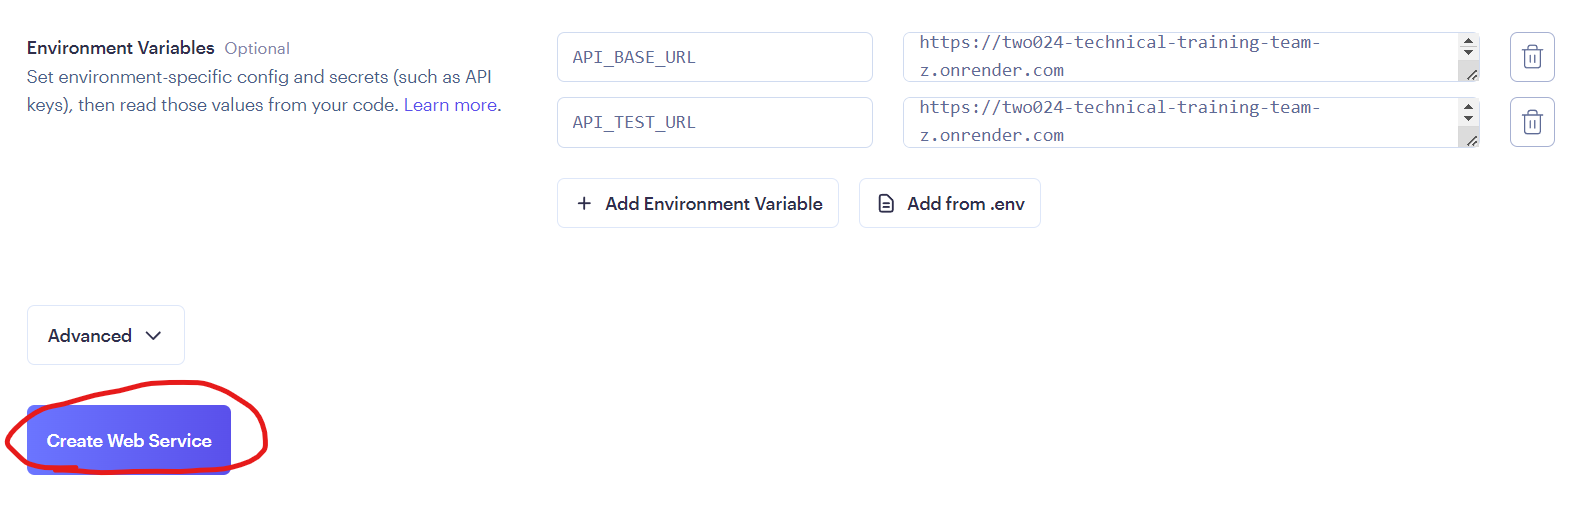 Environment Variables Optional
Set environment-specific config and secrets (such as API
keys), then read those values from your code. Learn more.
API_BASE_URL
https://two024-technical-training-team-
z.onrender.com
API_TEST_URL
https://two024-technical-training-team-
z.onrender.com
+ Add Environment Variable
Add from .env
Advanced
Create Web Service